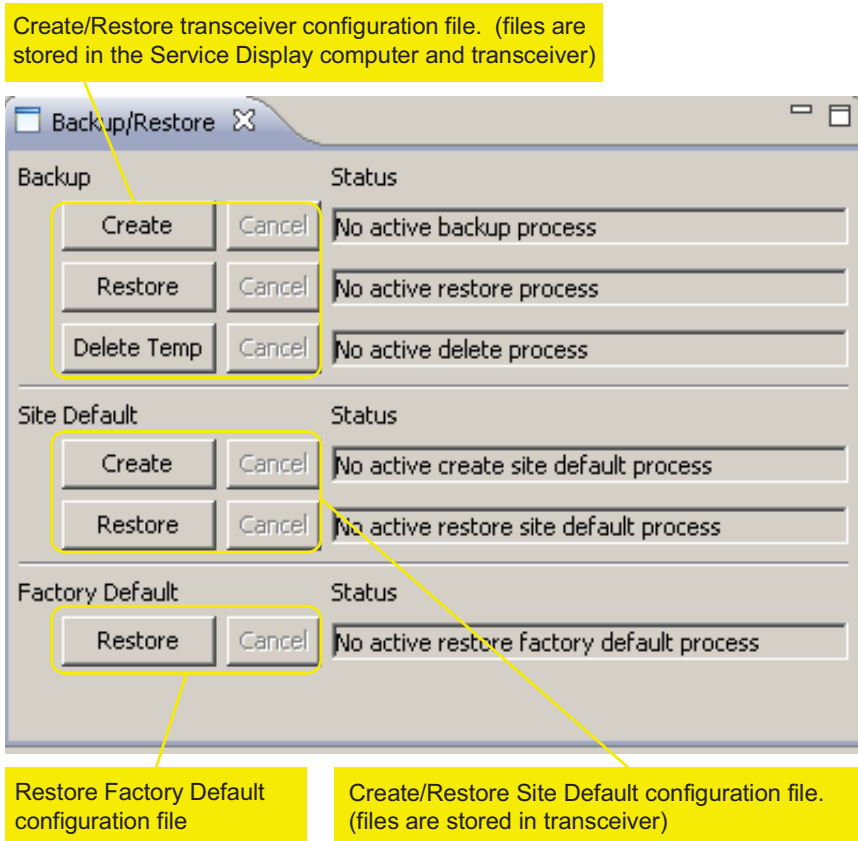 Create/Restore transceiver configuration file.  (files are
stored in the Service Display computer and transceiver)
Backup/Restore
Backup Status
Create Cancel No active backup process
Restore Cancel No active restore process
Delete Temp Cancel No active delete process
Site Default Status
Create Cancel No active create site default process
Restore Cancel No active restore site default process
Factory Default Status
Restore Cancel No active restore factory default process
Restore Factory Default
configuration file
Create/Restore Site Default configuration file.
(files are stored in transceiver)